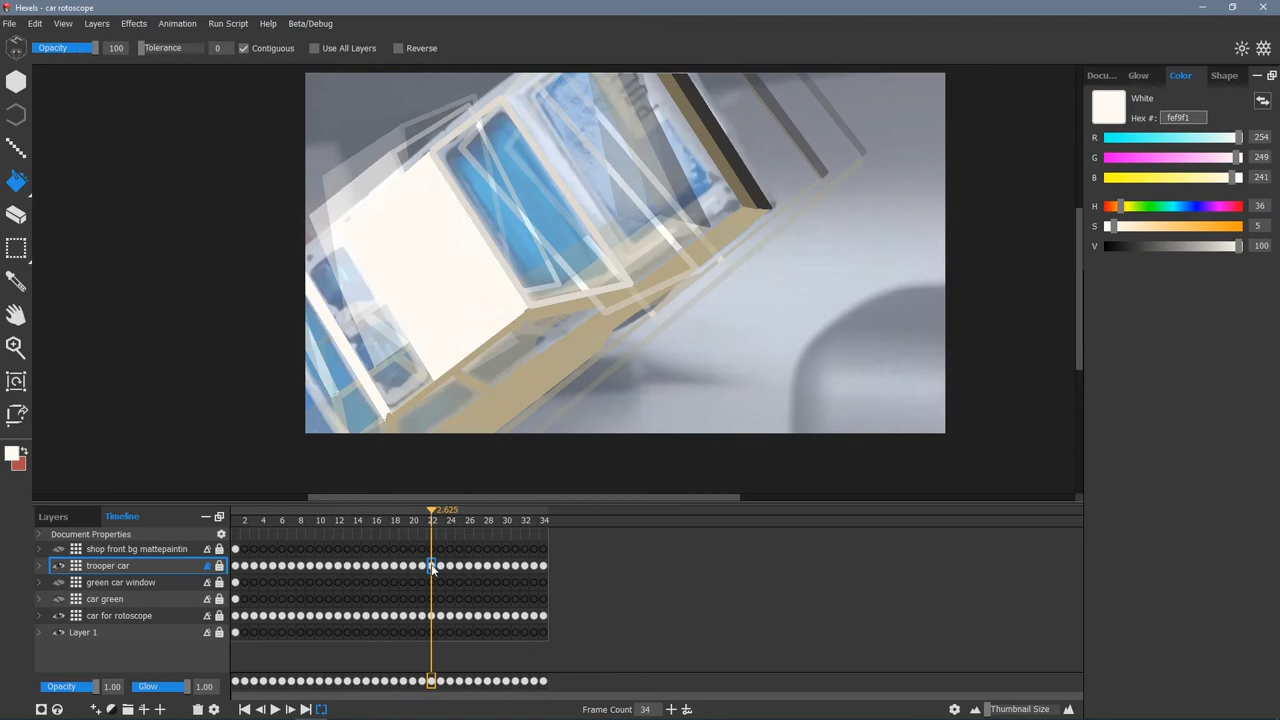 Hexels - car rotoscope
File Edit View Layers Effects Animation Run Script Help Beta/Debug
Opacity 100 Tolerance 0 Contiguous Use All Layers Reverse
Docu... Glow Color Shape
White
Hex #: fef9f1
R 254
G 249
B 241
H 36
S 5
V 100
2.625
Layers Timeline
2 4 6 8 10 12 14 16 18 20 22 24 26 28 30 32 34
Document Properties
shop front bg mattepaintin
trooper car
green car window
car green
car for rotoscope
Layer 1
Opacity 1.00 Glow 1.00
Frame Count 34 Thumbnail Size